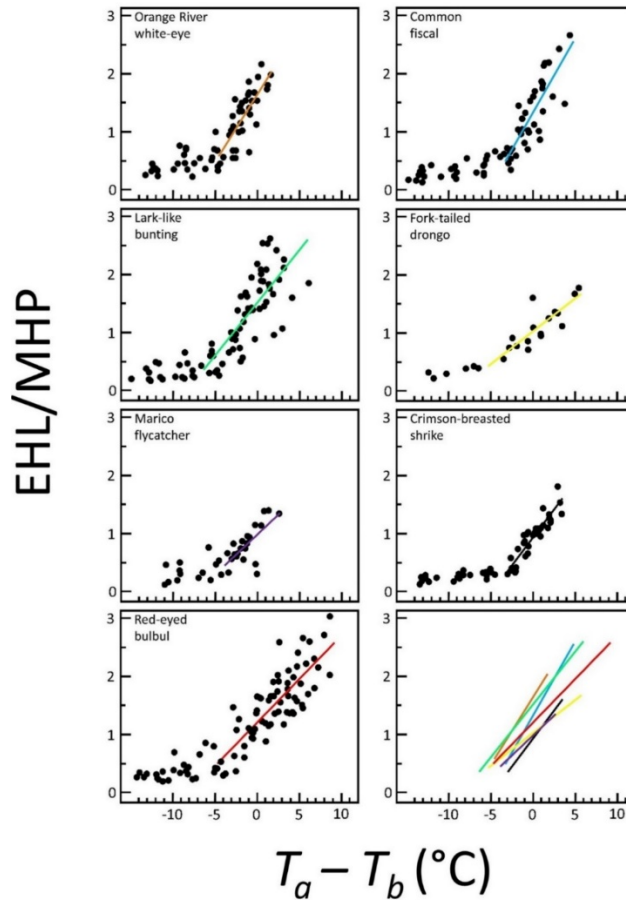 Orange River
white-eye
Common
fiscal
3
2
1
0
3
2
1
0
Lark-like
bunting
Fork-tailed
drongo
3
2
1
0
3
2
1
0
EHL/MHP
Marico
flycatcher
Crimson-breasted
shrike
3
2
1
0
3
2
1
0
Red-eyed
bulbul
3
2
1
0
3
2
1
0
-10 -5 0 5 10
-10 -5 0 5 10
Ta – Tb (°C)